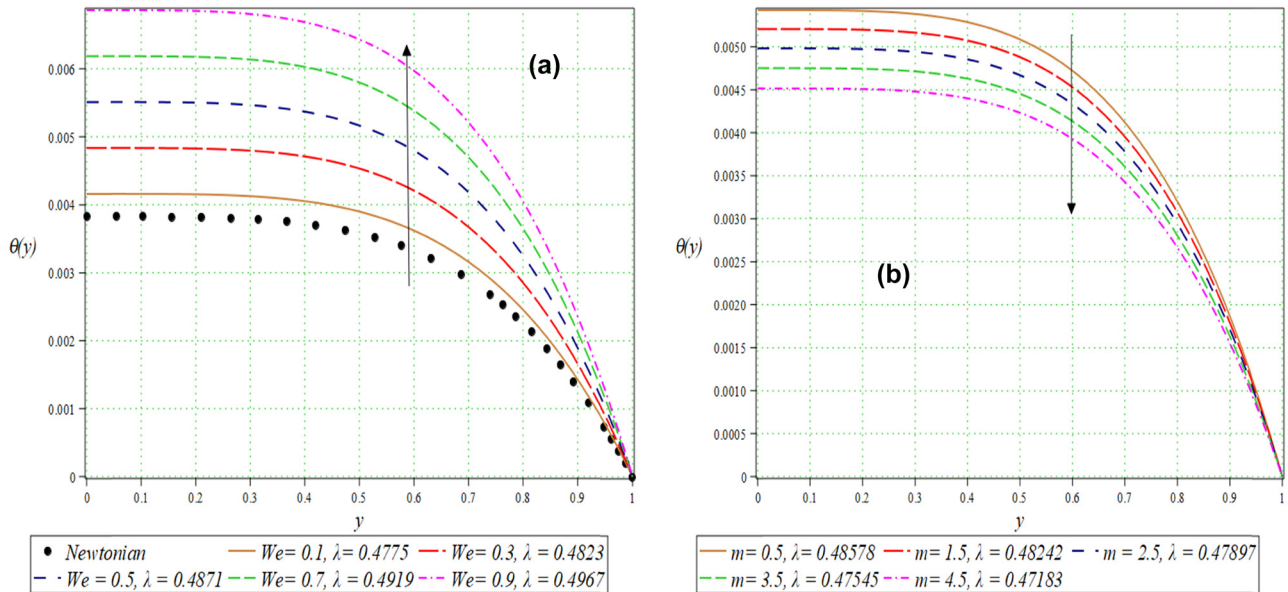 (a)
0.006
0.005
0.004
θ(y)
0.003
0.002
0.001
0
0 0.1 0.2 0.3 0.4 0.5 0.6 0.7 0.8 0.9 1
y
Newtonian We= 0.1, λ= 0.4775 We= 0.3, λ = 0.4823
We = 0.5, λ = 0.4871 We= 0.7, λ= 0.4919 We= 0.9, λ = 0.4967
(b)
0.0050
0.0045
0.0040
0.0035
0.0030
θ(y)
0.0025
0.0020
0.0015
0.0010
0.0005
0
0 0.1 0.2 0.3 0.4 0.5 0.6 0.7 0.8 0.9 1
y
m= 0.5, λ= 0.48578 m= 1.5, λ = 0.48242 m = 2.5, λ= 0.47897
m= 3.5, λ= 0.47545 m= 4.5, λ = 0.47183